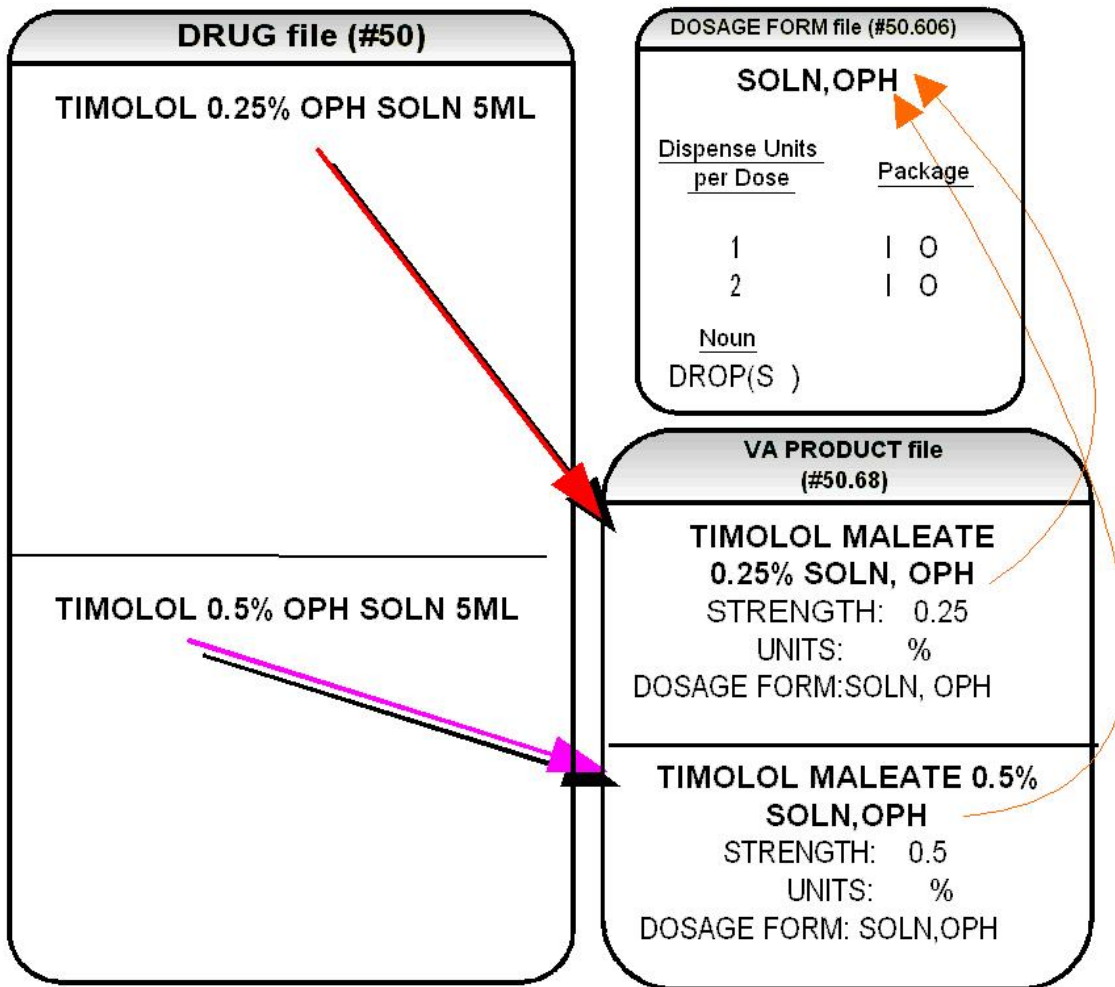 DRUG file (#50)
TIMOLOL 0.25% OPH SOLN 5ML
TIMOLOL 0.5% OPH SOLN 5ML
DOSAGE FORM file (#50.606)
SOLN,OPH
Dispense Units
per Dose
Package
1 I O
2 I O
Noun
DROP(S )
VA PRODUCT file
(#50.68)
TIMOLOL MALEATE
0.25% SOLN, OPH
STRENGTH: 0.25
UNITS: %
DOSAGE FORM:SOLN, OPH
TIMOLOL MALEATE 0.5%
SOLN,OPH
STRENGTH: 0.5
UNITS: %
DOSAGE FORM: SOLN,OPH